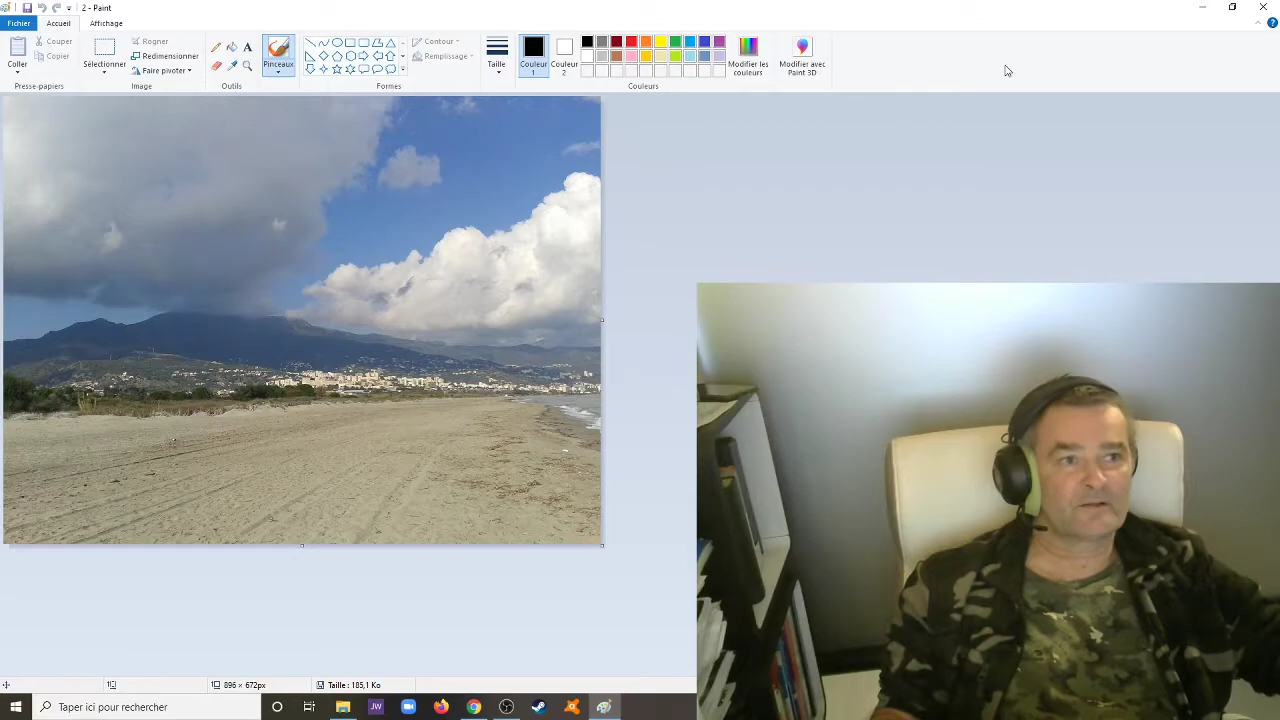 2 - Paint
Fichier Accueil Affichage
Couper
Copier
Presse-papiers
Sélectionner
Rogner
Redimensionner
Faire pivoter
Image
A
Outils
Pinceaux
Contour
Remplissage
Formes
Taille
Couleur
1
Couleur
2
Modifier les
couleurs
Couleurs
Modifier avec
Paint 3D
896 × 672px
Taille : 185,1 Ko
Taper ici pour rechercher
JW